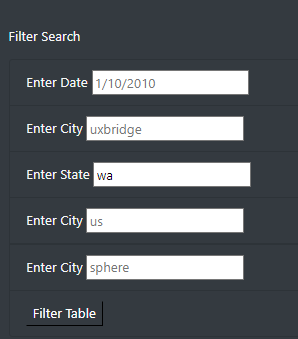 Filter Search
Enter Date 1/10/2010
Enter City uxbridge
Enter State wa
Enter City us
Enter City sphere
Filter Table